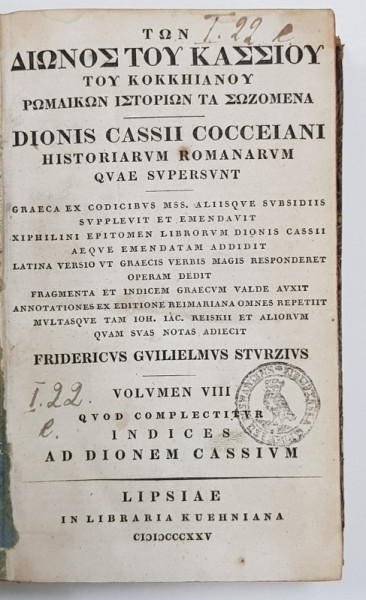 ΤΩΝ
I. 22 e
ΔΙΩΝΟΣ ΤΟΥ ΚΑΣΣΙΟΥ
ΤΟΥ ΚΟΚΚΗΙΑΝΟΥ
ΡΩΜΑΙΚΩΝ ΙΣΤΟΡΙΩΝ ΤΑ ΣΩΖΟΜΕΝΑ
DIONIS CASSII COCCEIANI
HISTORIARVM ROMANARVM
QVAE SVPERSVNT
GRAECA EX CODICIBVS MSS. ALIISQVE SVBSIDIIS
SVPPLEVIT ET EMENDAVIT
XIPHILINI EPITOMEN LIBRORVM DIONIS CASSII
AEQVE EMENDATAM ADDIDIT
LATINA VERSIO VT GRAECIS VERBIS MAGIS RESPONDERET
OPERAM DEDIT
FRAGMENTA ET INDICEM GRAECVM VALDE AVXIT
ANNOTATIONES EX EDITIONE REIMARIANA OMNES REPETIIT
MVLTASQVE TAM IOH. IAC. REISKII ET ALIORVM
QVAM SVAS NOTAS ADIECIT
FRIDERICVS GVILIELMVS STVRZIVS
VOLVMEN VIII
I. 22.
e.
QVOD COMPLECTITVR
INDICES
AD DIONEM CASSIVM
LIPSIAE
IN LIBRARIA KUEHNIANA
CIↃIↃCCCXXV